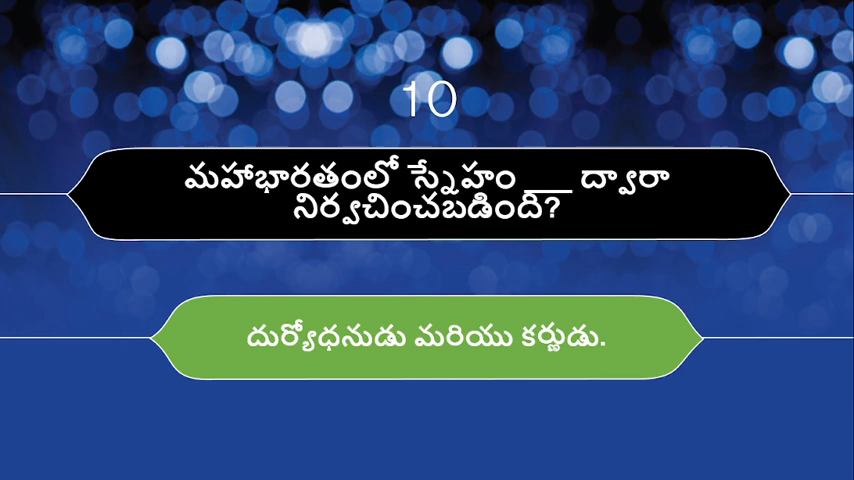 10
మహాభారతంలో స్నేహం ___ ద్వారా
నిర్వచించబడింది?
దుర్యోధనుడు మరియు కర్ణుడు.